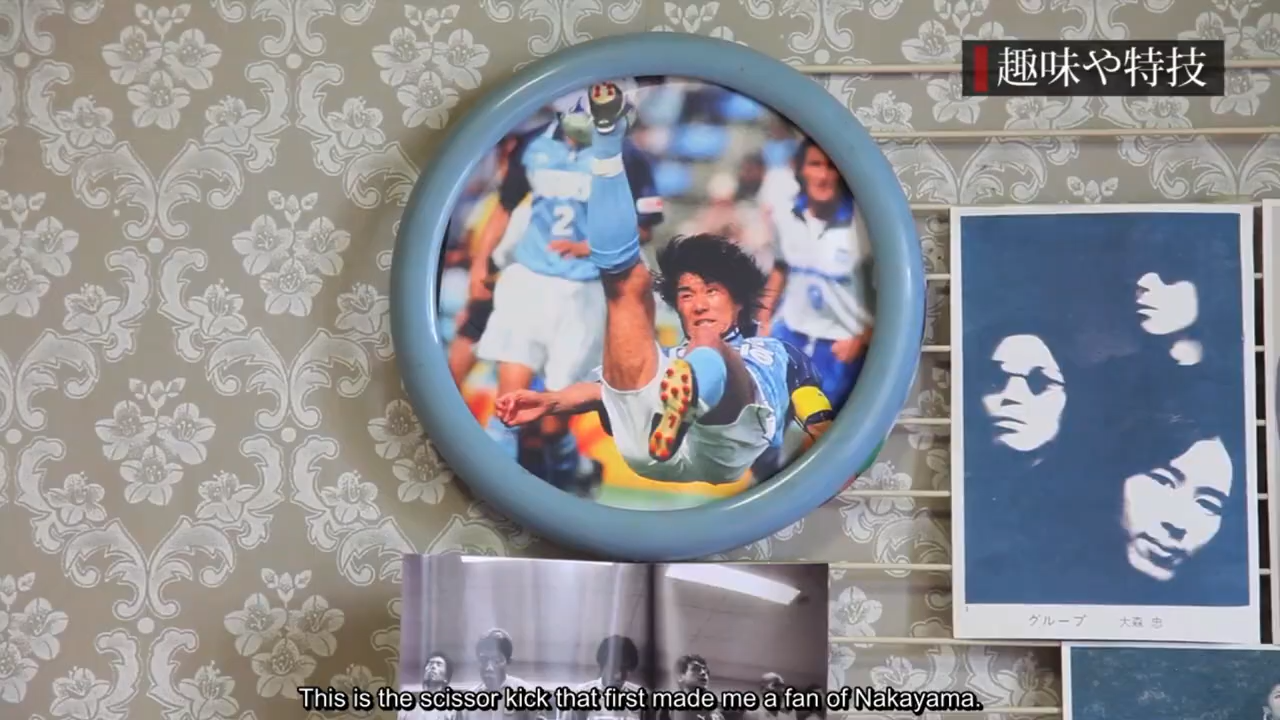 趣味や特技
2
グループ 大森 忠
This is the scissor kick that first made me a fan of Nakayama.